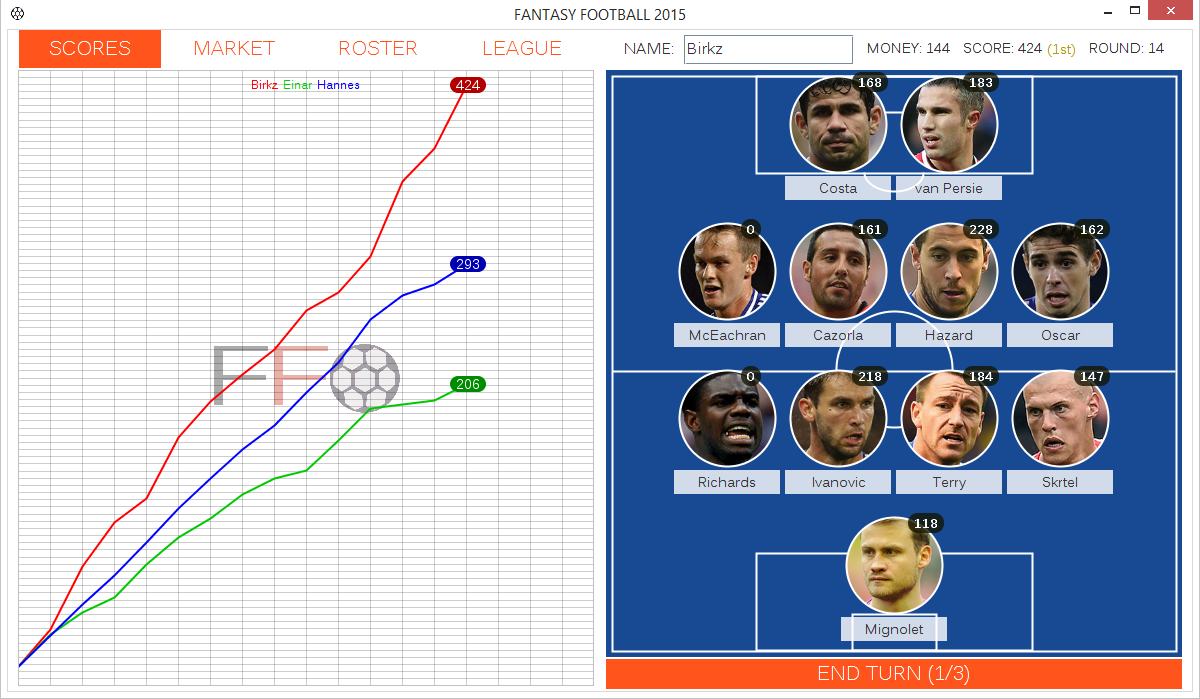 FANTASY FOOTBALL 2015
SCORES MARKET ROSTER LEAGUE NAME: Birkz MONEY: 144 SCORE: 424 (1st) ROUND: 14
Birkz Einar Hannes
424
293
206
FF
168 183
Costa van Persie
0 161 228 162
McEachran Cazorla Hazard Oscar
0 218 184 147
Richards Ivanovic Terry Skrtel
118
Mignolet
END TURN (1/3)